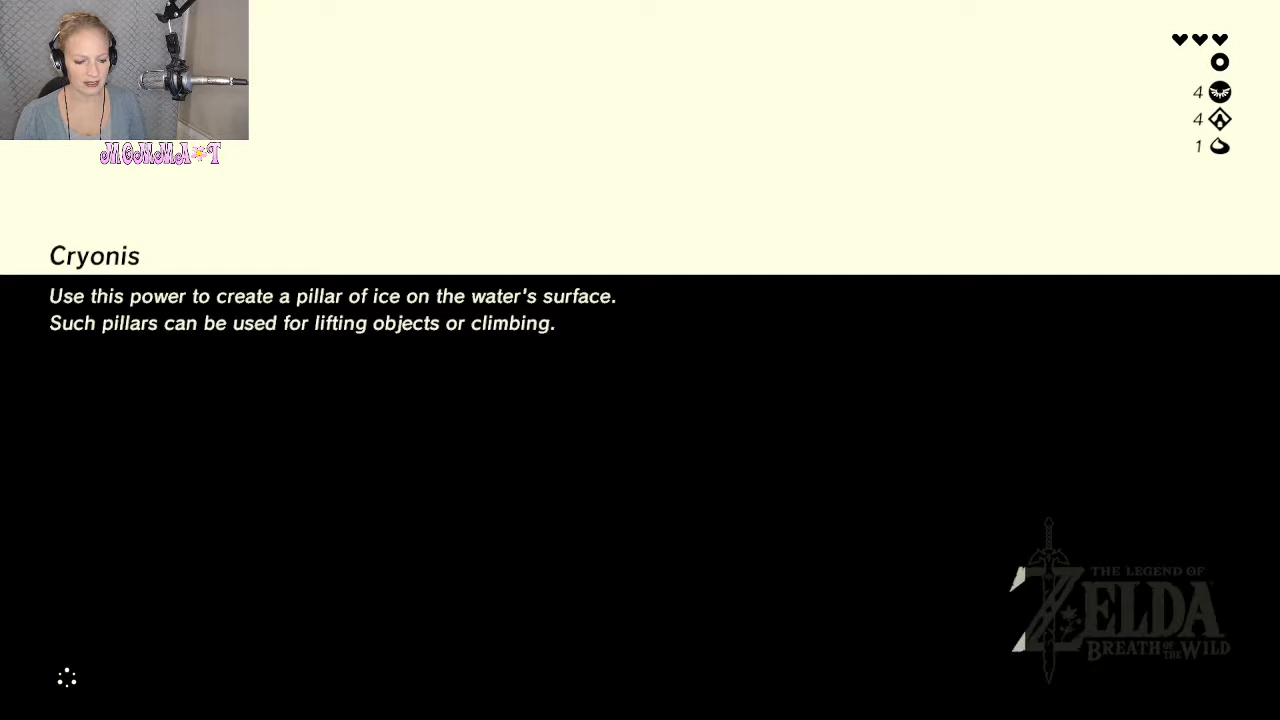 MOMMA T
4
4
1
Cryonis
Use this power to create a pillar of ice on the water's surface.
Such pillars can be used for lifting objects or climbing.
THE LEGEND OF
ZELDA
BREATH OF THE WILD